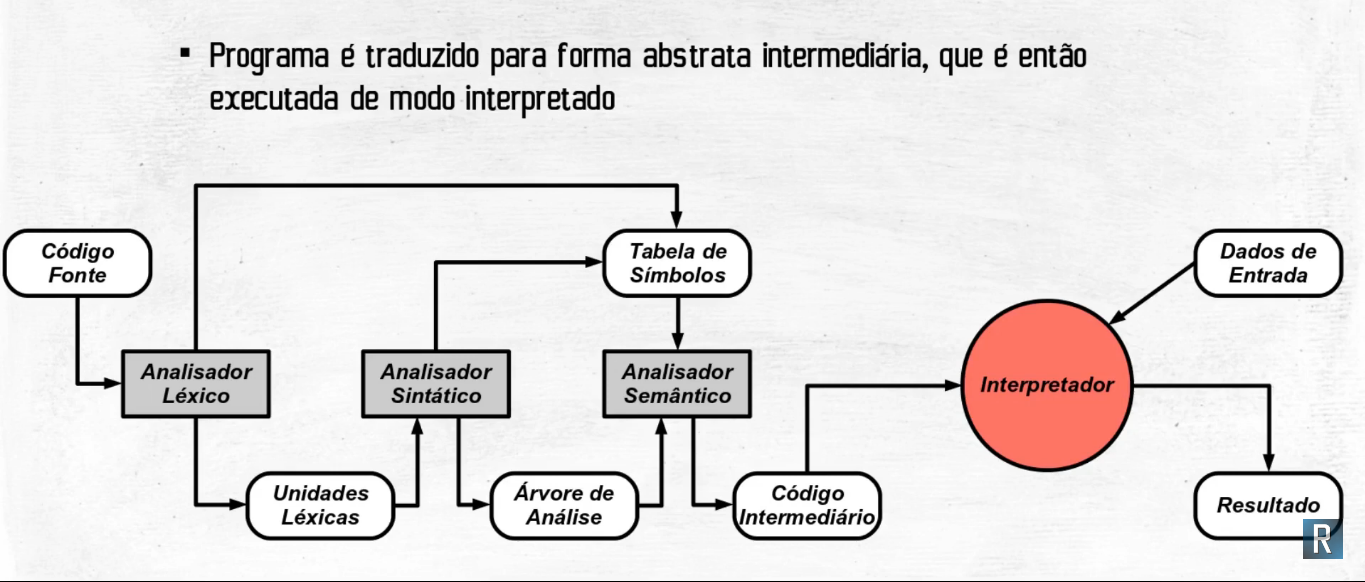 ▪ Programa é traduzido para forma abstrata intermediária, que é então
executada de modo interpretado
Código
Fonte
Tabela de
Símbolos
Dados de
Entrada
Analisador
Léxico
Analisador
Sintático
Analisador
Semântico
Interpretador
Unidades
Léxicas
Árvore de
Análise
Código
Intermediário
Resultado
R